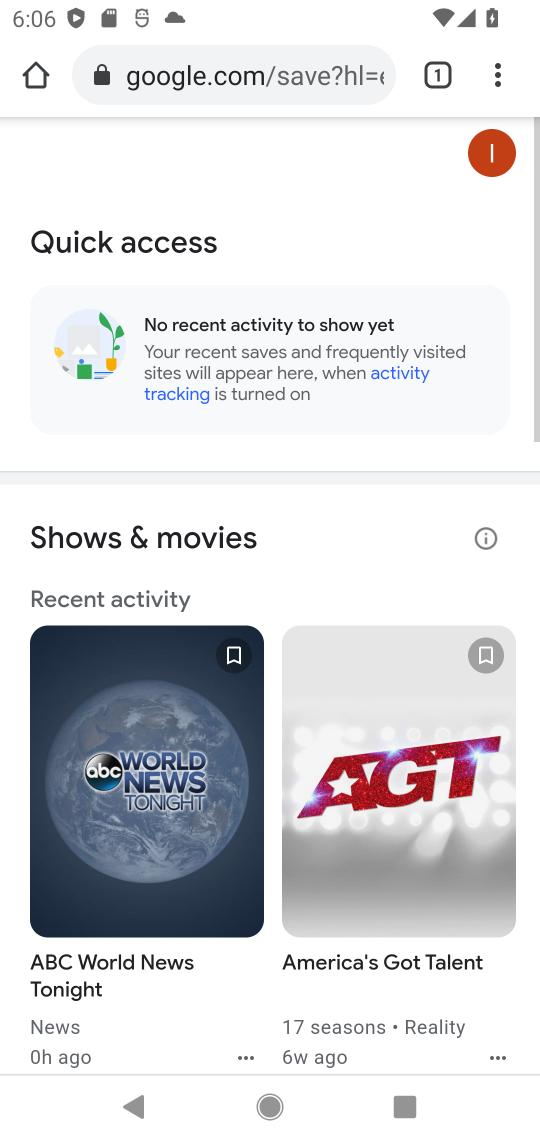 6:06
google.com/save?hl=e
1
I
Quick access
No recent activity to show yet
Your recent saves and frequently visited
sites will appear here, when activity
tracking is turned on
Shows & movies
Recent activity
abc WORLD
NEWS
TONIGHT
AGT
ABC World News
Tonight
America's Got Talent
News
17 seasons • Reality
0h ago
6w ago